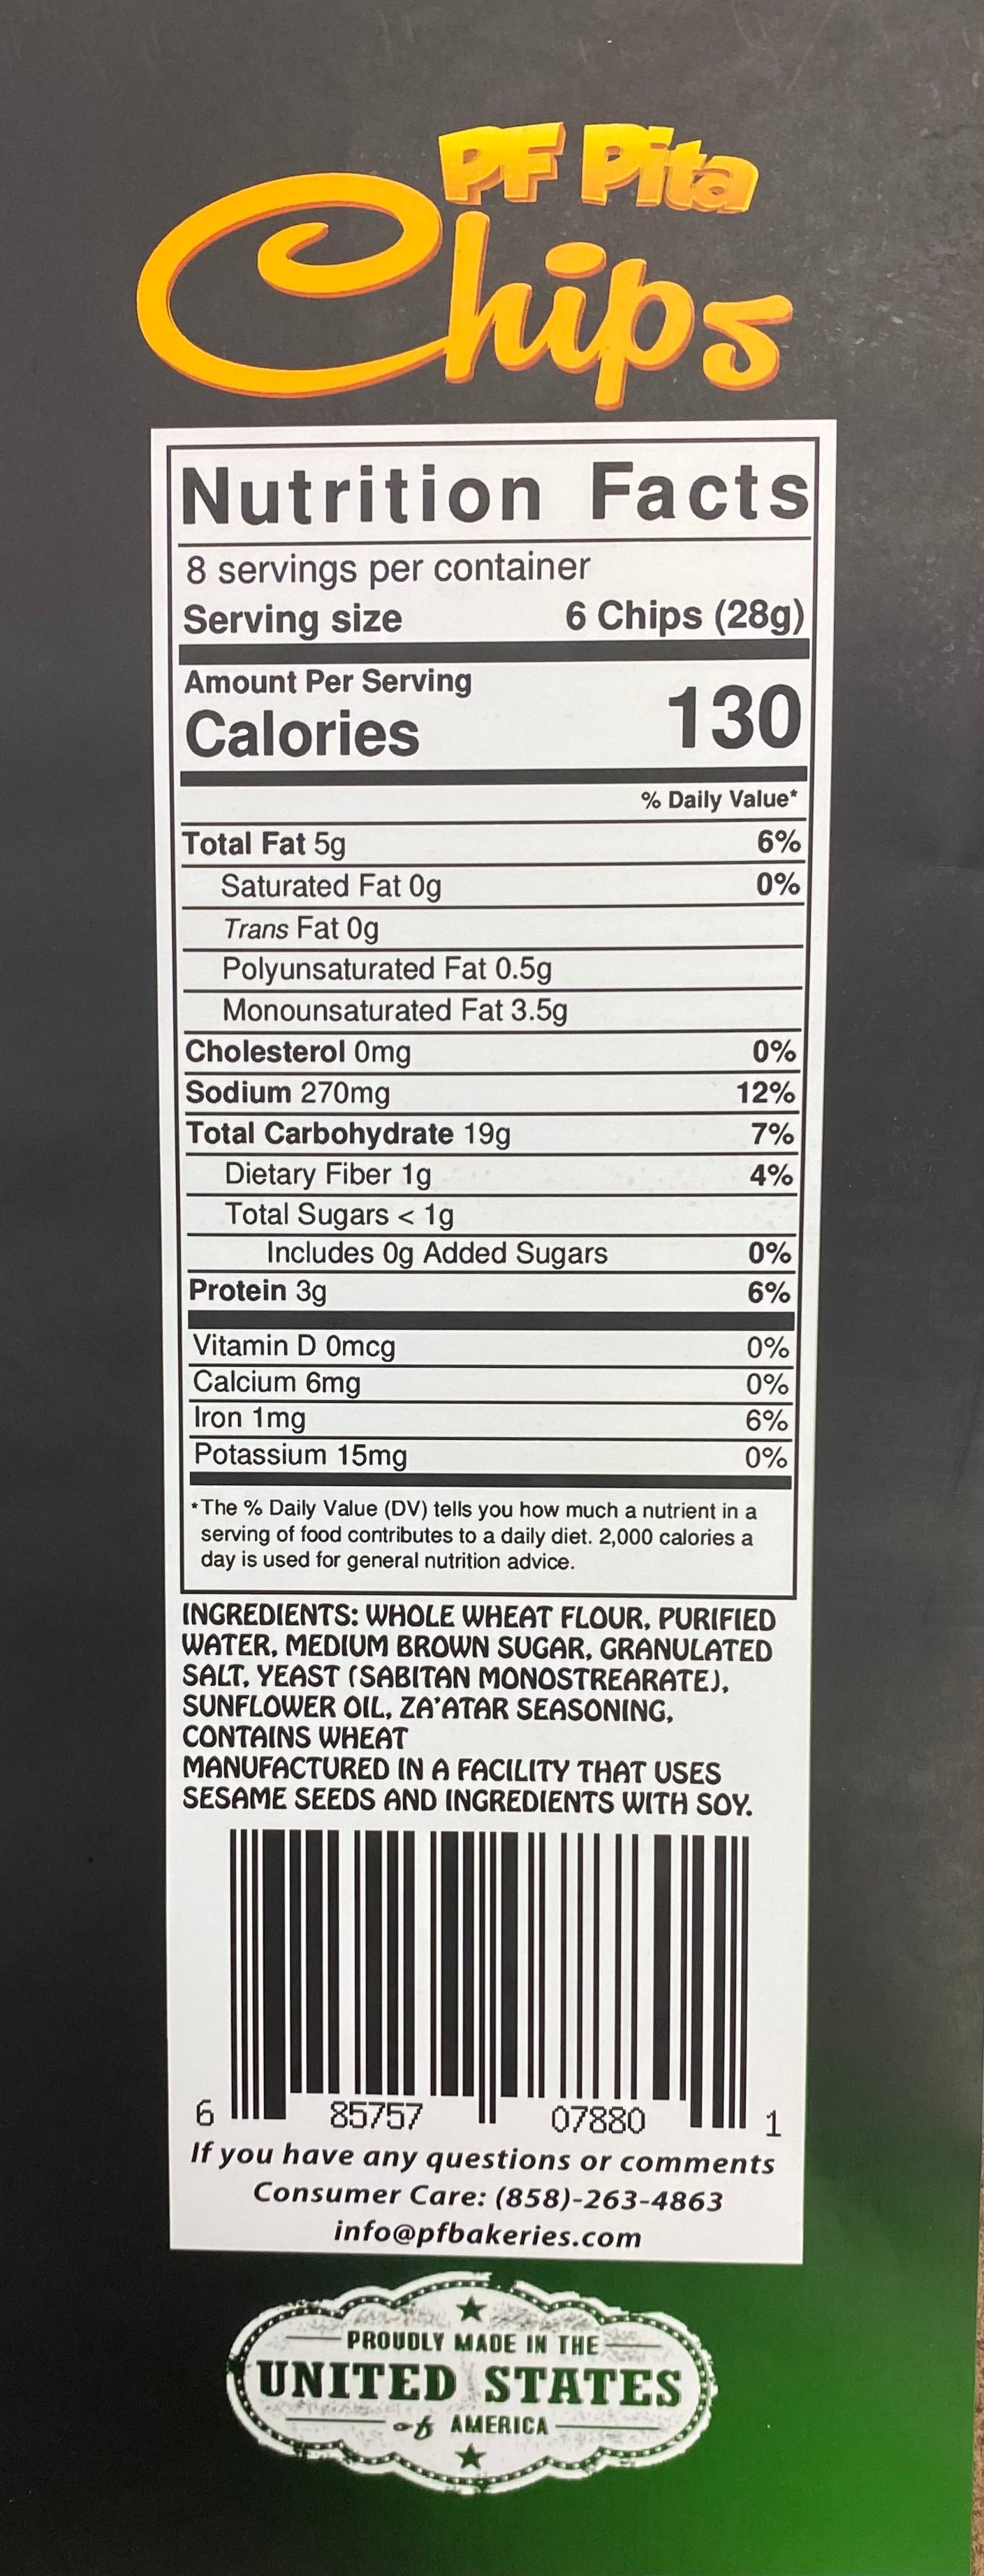 PF Pita
Chips
Nutrition Facts
8 servings per container
Serving size 6 Chips (28g)
Amount Per Serving
Calories 130
% Daily Value*
Total Fat 5g 6%
Saturated Fat 0g 0%
Trans Fat 0g
Polyunsaturated Fat 0.5g
Monounsaturated Fat 3.5g
Cholesterol 0mg 0%
Sodium 270mg 12%
Total Carbohydrate 19g 7%
Dietary Fiber 1g 4%
Total Sugars < 1g
Includes 0g Added Sugars 0%
Protein 3g 6%
Vitamin D 0mcg 0%
Calcium 6mg 0%
Iron 1mg 6%
Potassium 15mg 0%
*The % Daily Value (DV) tells you how much a nutrient in a
serving of food contributes to a daily diet. 2,000 calories a
day is used for general nutrition advice.
INGREDIENTS: WHOLE WHEAT FLOUR, PURIFIED
WATER, MEDIUM BROWN SUGAR, GRANULATED
SALT, YEAST (SABITAN MONOSTREARATE),
SUNFLOWER OIL, ZA'ATAR SEASONING,
CONTAINS WHEAT
MANUFACTURED IN A FACILITY THAT USES
SESAME SEEDS AND INGREDIENTS WITH SOY.
6 85757 07880 1
If you have any questions or comments
Consumer Care: (858)-263-4863
info@pfbakeries.com
PROUDLY MADE IN THE
UNITED STATES
of AMERICA